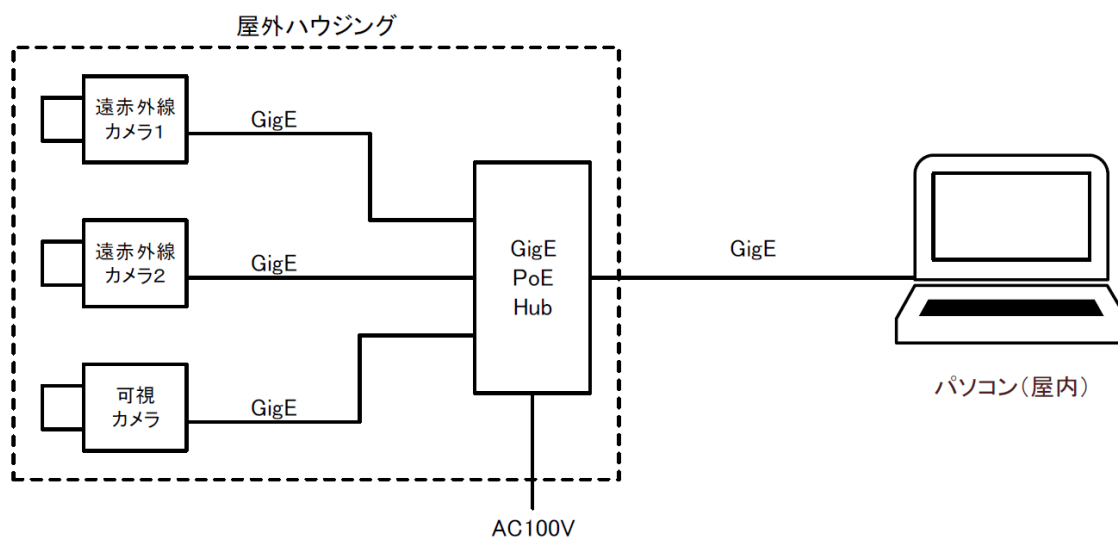 屋外ハウジング
遠赤外線
カメラ1
GigE
遠赤外線
カメラ2
GigE
可視
カメラ
GigE
GigE
PoE
Hub
AC100V
GigE
パソコン(屋内)